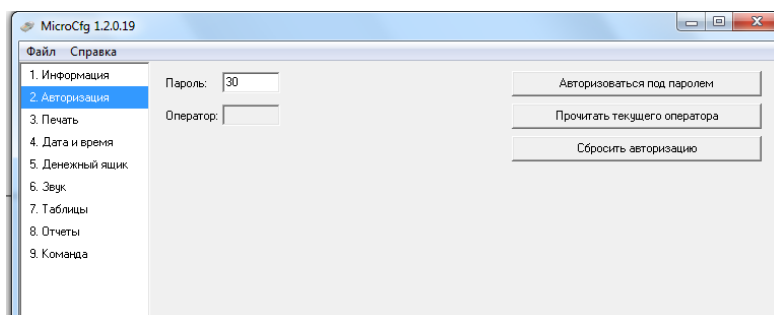 MicroCfg 1.2.0.19
Файл Справка
1. Информация
2. Авторизация
3. Печать
4. Дата и время
5. Денежный ящик
6. Звук
7. Таблицы
8. Отчеты
9. Команда
Пароль: 30
Оператор:
Авторизоваться под паролем
Прочитать текущего оператора
Сбросить авторизацию